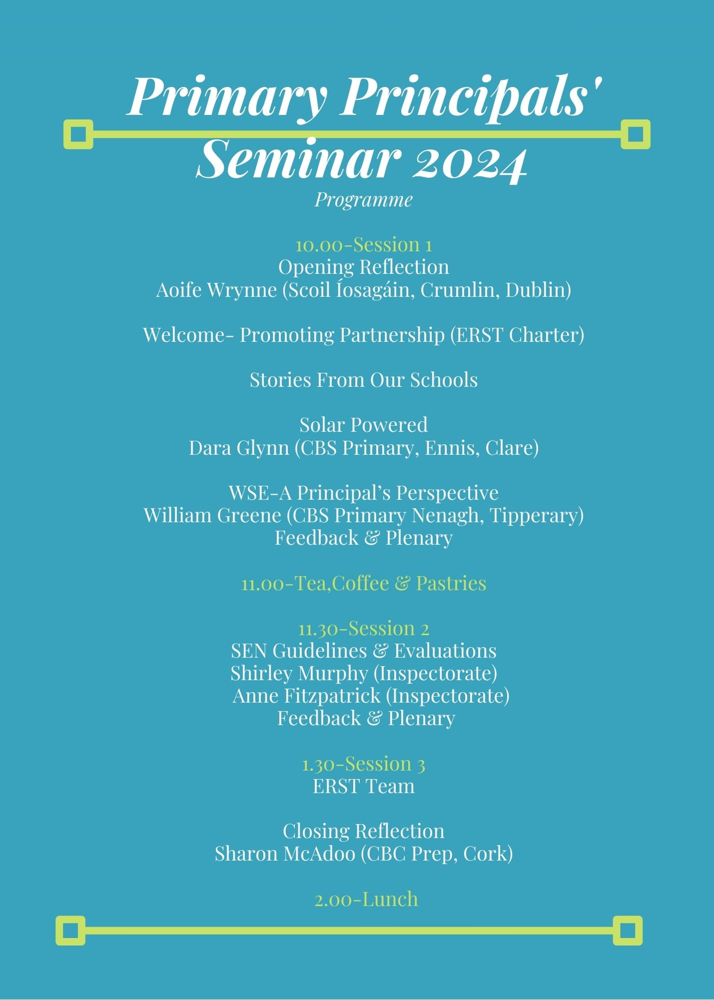 Primary Principals'
Seminar 2024
Programme
10.00-Session 1
Opening Reflection
Aoife Wrynne (Scoil Íosagáin, Crumlin, Dublin)
Welcome- Promoting Partnership (ERST Charter)
Stories From Our Schools
Solar Powered
Dara Glynn (CBS Primary, Ennis, Clare)
WSE-A Principal’s Perspective
William Greene (CBS Primary Nenagh, Tipperary)
Feedback & Plenary
11.00-Tea,Coffee & Pastries
11.30-Session 2
SEN Guidelines & Evaluations
Shirley Murphy (Inspectorate)
Anne Fitzpatrick (Inspectorate)
Feedback & Plenary
1.30-Session 3
ERST Team
Closing Reflection
Sharon McAdoo (CBC Prep, Cork)
2.00-Lunch